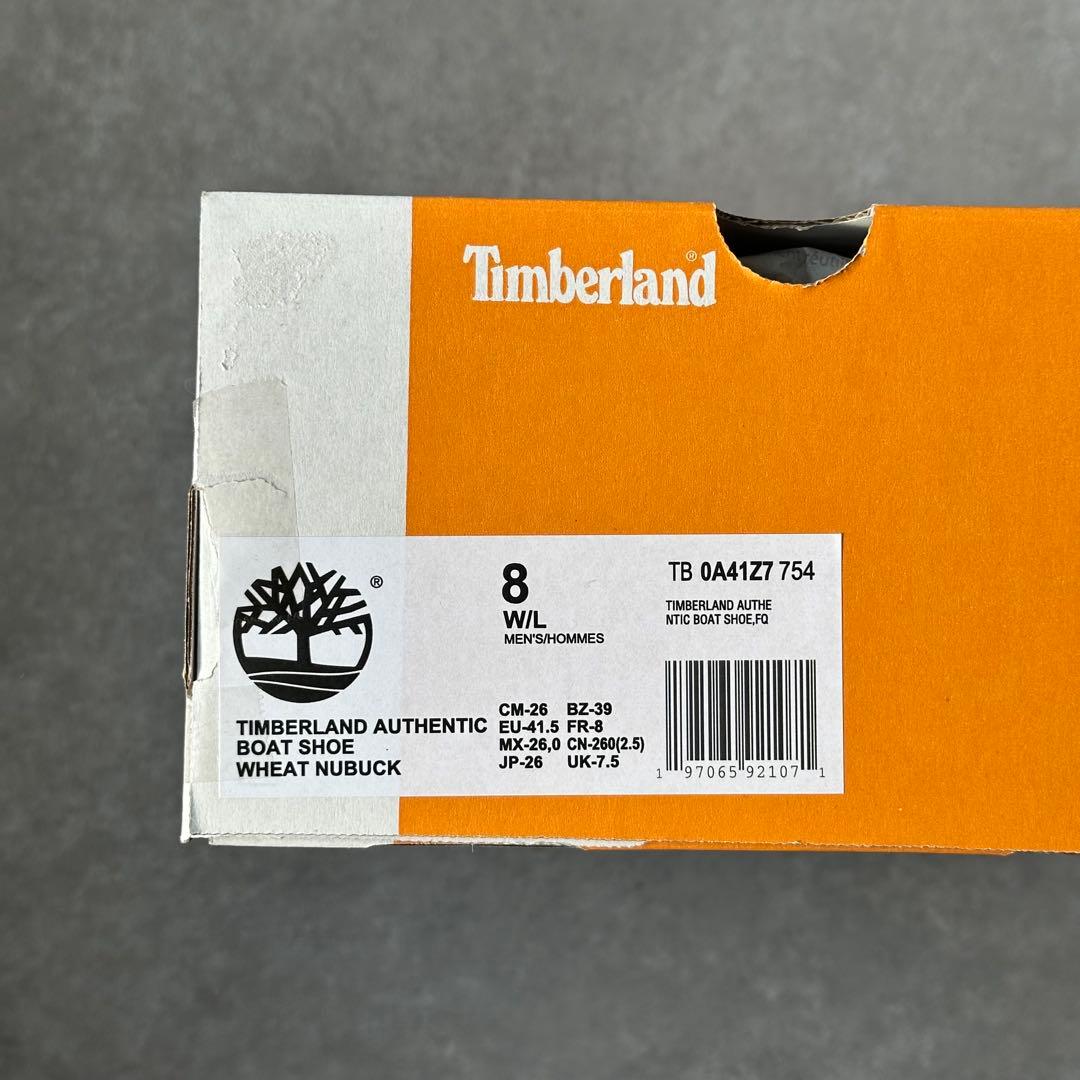 Timberland®
®
8
W/L
MEN'S/HOMMES
TB 0A41Z7 754
TIMBERLAND AUTHE
NTIC BOAT SHOE,FQ
TIMBERLAND AUTHENTIC
BOAT SHOE
WHEAT NUBUCK
CM-26 BZ-39
EU-41.5 FR-8
MX-26,0 CN-260(2.5)
JP-26 UK-7.5
1 97065 92107 1